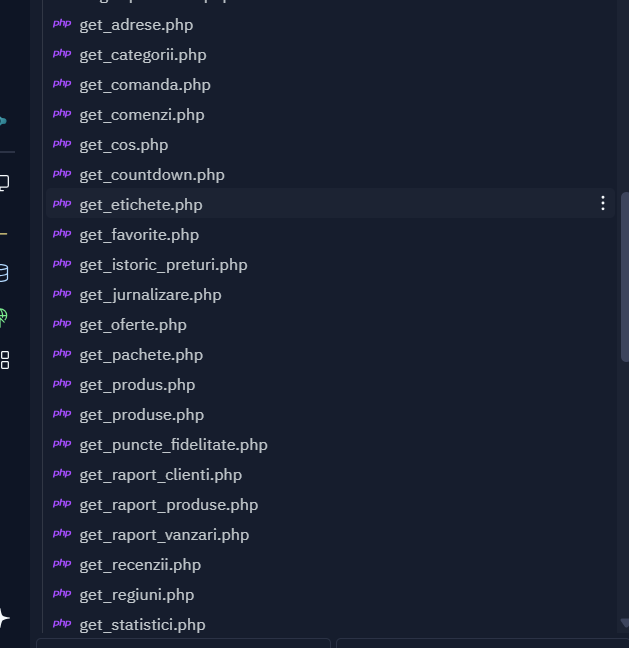 php get_adrese.php
php get_categorii.php
php get_comanda.php
php get_comenzi.php
php get_cos.php
php get_countdown.php
php get_etichete.php
php get_favorite.php
php get_istoric_preturi.php
php get_jurnalizare.php
php get_oferte.php
php get_pachete.php
php get_produs.php
php get_produse.php
php get_puncte_fidelitate.php
php get_raport_clienti.php
php get_raport_produse.php
php get_raport_vanzari.php
php get_recenzii.php
php get_regiuni.php
php get_statistici.php